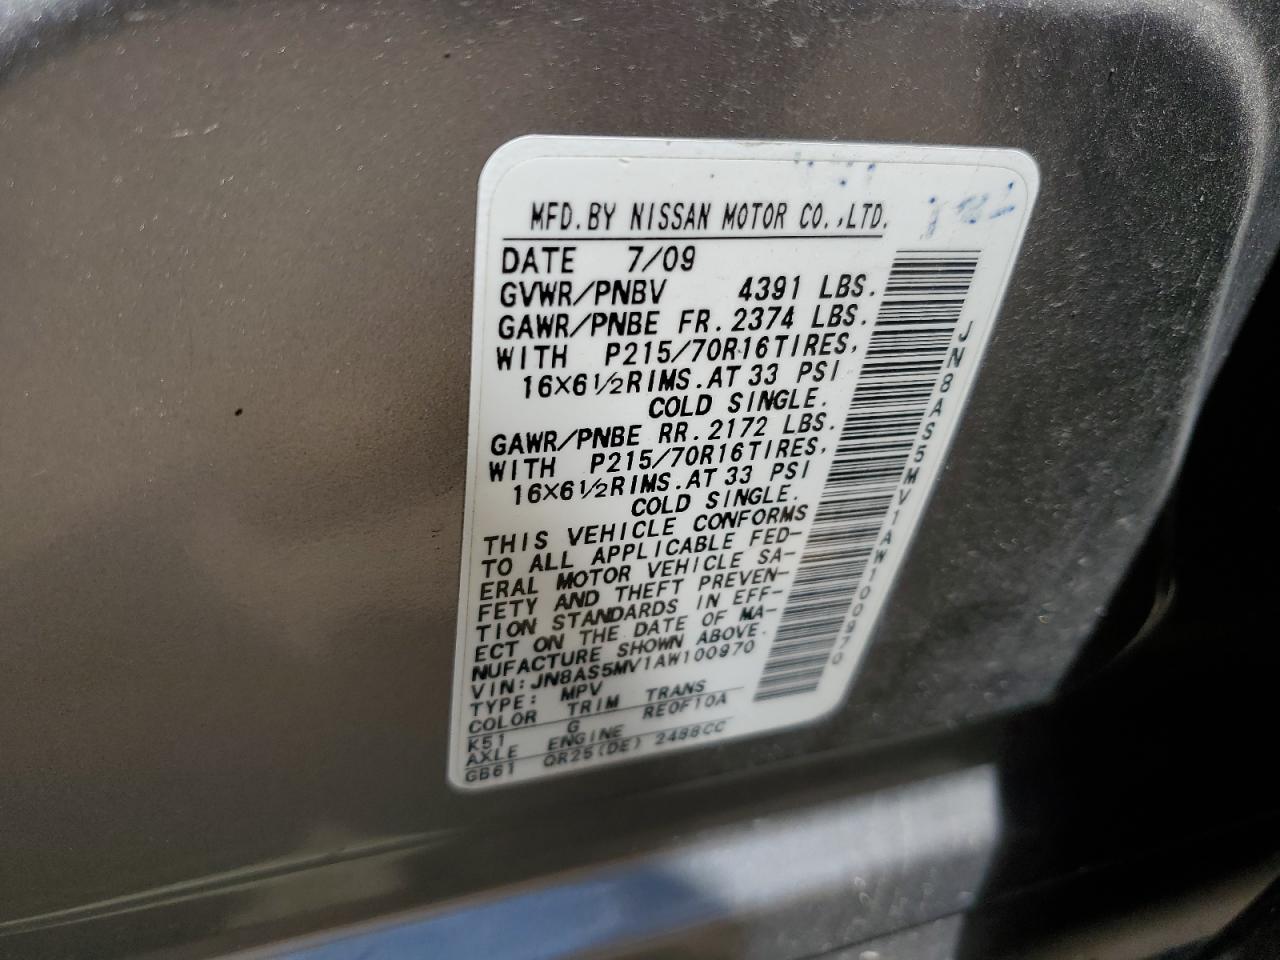 MFD.BY NISSAN MOTOR CO.,LTD.
DATE 7/09
GVWR/PNBV 4391 LBS.
GAWR/PNBE FR. 2374 LBS.
WITH P215/70R16TIRES,
16X6½RIMS.AT 33 PSI
COLD SINGLE.
GAWR/PNBE RR. 2172 LBS.
WITH P215/70R16TIRES,
16X6½RIMS.AT 33 PSI
COLD SINGLE.
THIS VEHICLE CONFORMS
TO ALL APPLICABLE FED-
ERAL MOTOR VEHICLE SA-
FETY AND THEFT PREVEN-
TION STANDARDS IN EFF-
ECT ON THE DATE OF MA-
NUFACTURE SHOWN ABOVE.
VIN:JN8AS5MV1AW100970
TYPE: MPV
COLOR TRIM TRANS
K51 G RE0F10A
AXLE ENGINE
GB61 QR25(DE) 2488CC
JN8AS5MV1AW100970